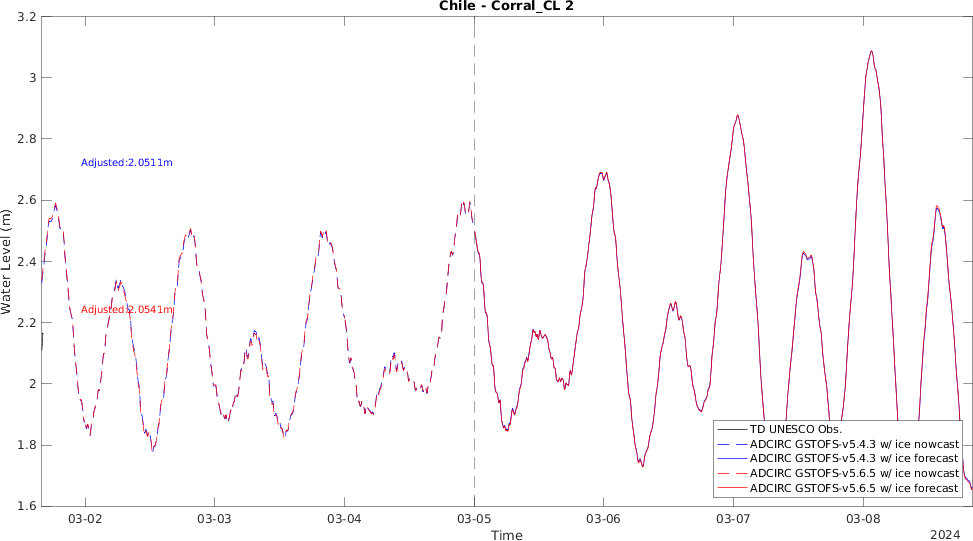 Chile - Corral_CL 2
3.2
3
2.8
2.6
2.4
2.2
2
1.8
1.6
Water Level (m)
Adjusted:2.0511m
Adjusted:2.0541m
TD UNESCO Obs.
ADCIRC GSTOFS-v5.4.3 w/ ice nowcast
ADCIRC GSTOFS-v5.4.3 w/ ice forecast
ADCIRC GSTOFS-v5.6.5 w/ ice nowcast
ADCIRC GSTOFS-v5.6.5 w/ ice forecast
03-02 03-03 03-04 03-05 03-06 03-07 03-08
Time
2024